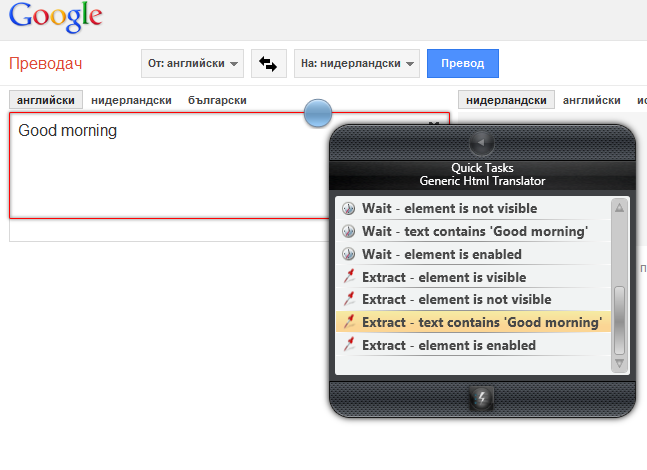 Google
Преводач
От: английски
На: нидерландски
Превод
английски нидерландски български
нидерландски английски
Good morning
Quick Tasks
Generic Html Translator
Wait - element is not visible
Wait - text contains 'Good morning'
Wait - element is enabled
Extract - element is visible
Extract - element is not visible
Extract - text contains 'Good morning'
Extract - element is enabled